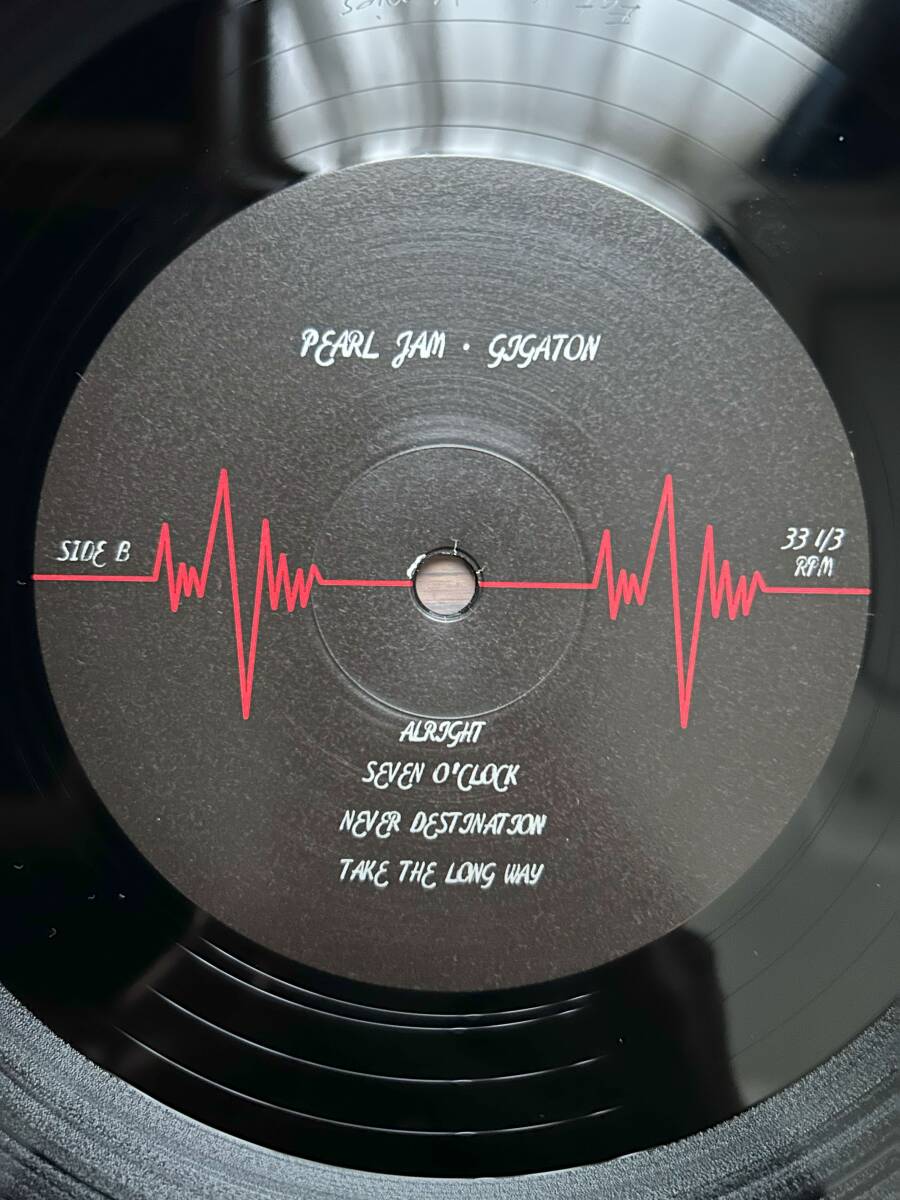 PEARL JAM • GIGATON
SIDE B
33 1/3
RPM
ALRIGHT
SEVEN O'CLOCK
NEVER DESTINATION
TAKE THE LONG WAY